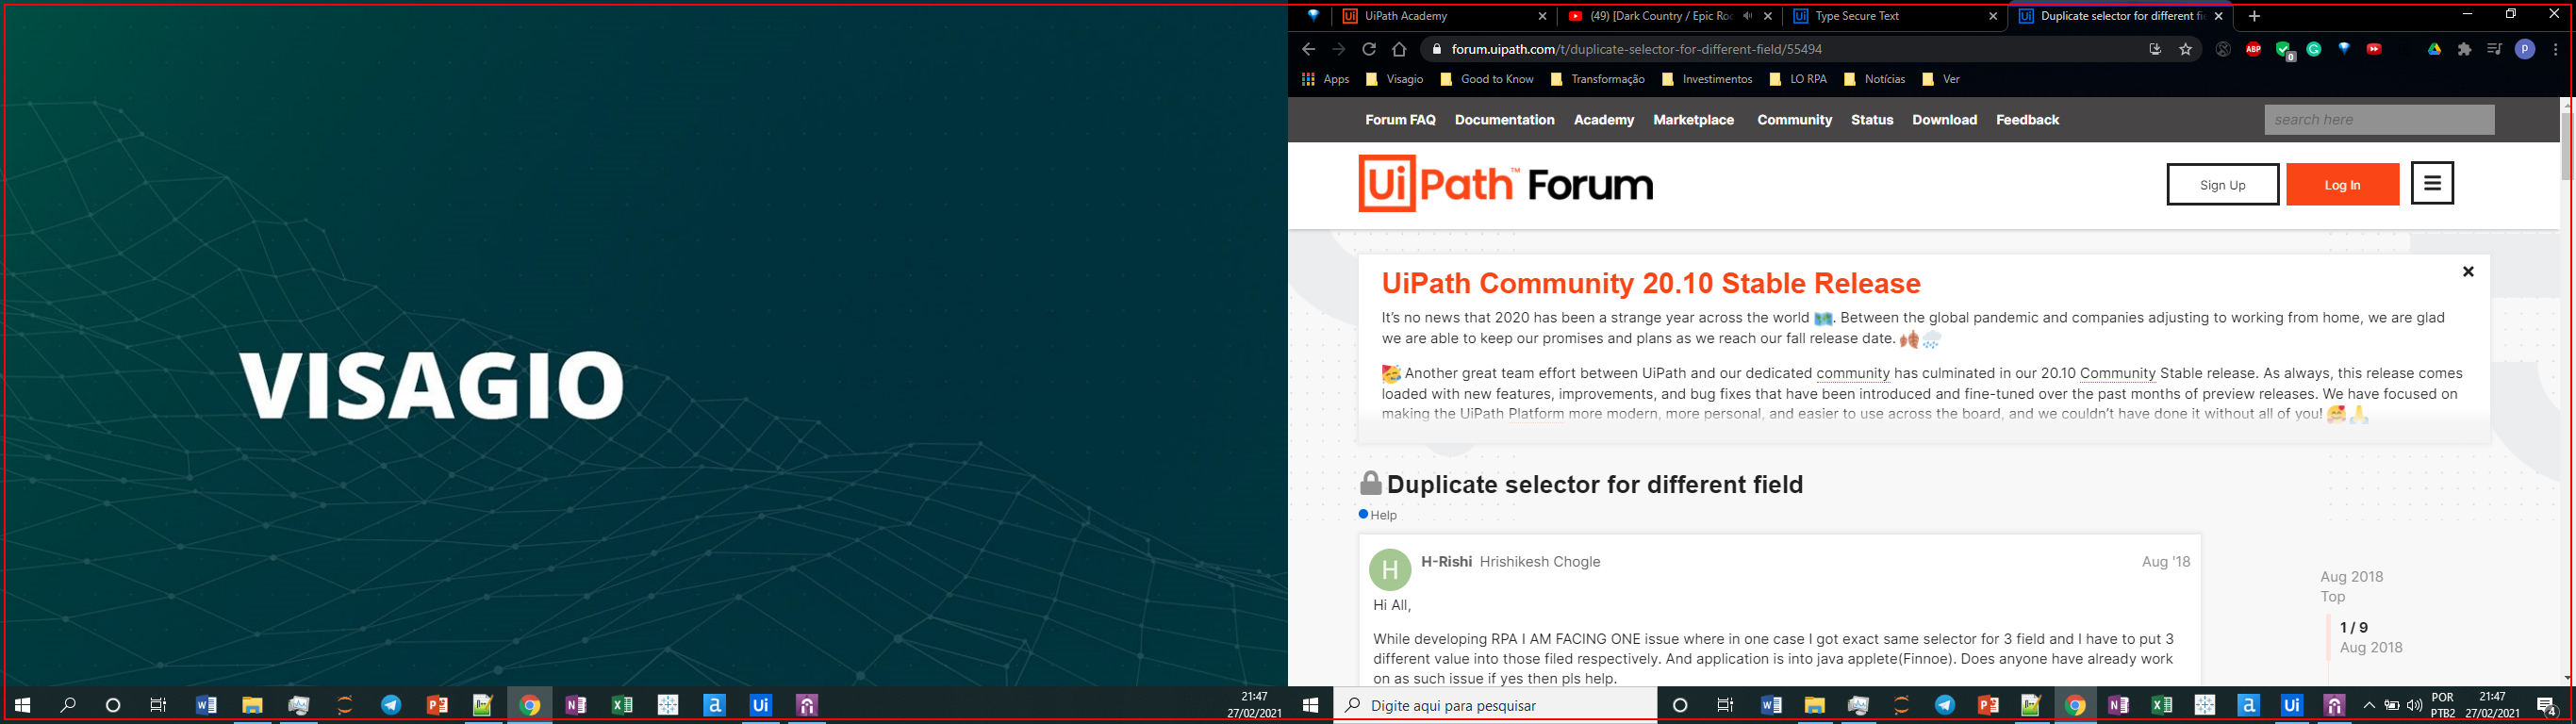 VISAGIO
21:47
27/02/2021
UiPath Academy
(49) [Dark Country / Epic Roc
Type Secure Text
Duplicate selector for different fi
forum.uipath.com/t/duplicate-selector-for-different-field/55494
ABP
0
p
Apps
Visagio
Good to Know
Transformação
Investimentos
LO RPA
Notícias
Ver
Forum FAQ Documentation Academy Marketplace Community Status Download Feedback
search here
UiPath™ Forum
Sign Up
Log In
UiPath Community 20.10 Stable Release
It's no news that 2020 has been a strange year across the world 🗺️. Between the global pandemic and companies adjusting to working from home, we are glad
we are able to keep our promises and plans as we reach our fall release date. 🍂🌧️
🥳 Another great team effort between UiPath and our dedicated community has culminated in our 20.10 Community Stable release. As always, this release comes
loaded with new features, improvements, and bug fixes that have been introduced and fine-tuned over the past months of preview releases. We have focused on
making the UiPath Platform more modern, more personal, and easier to use across the board, and we couldn't have done it without all of you! 🥰🙏
Duplicate selector for different field
Help
H
H-Rishi Hrishikesh Chogle
Aug '18
Hi All,
While developing RPA I AM FACING ONE issue where in one case I got exact same selector for 3 field and I have to put 3
different value into those filed respectively. And application is into java applete(Finnoe). Does anyone have already work
on as such issue if yes then pls help.
Aug 2018
Top
1 / 9
Aug 2018
Digite aqui para pesquisar
POR
PTB2
21:47
27/02/2021
4